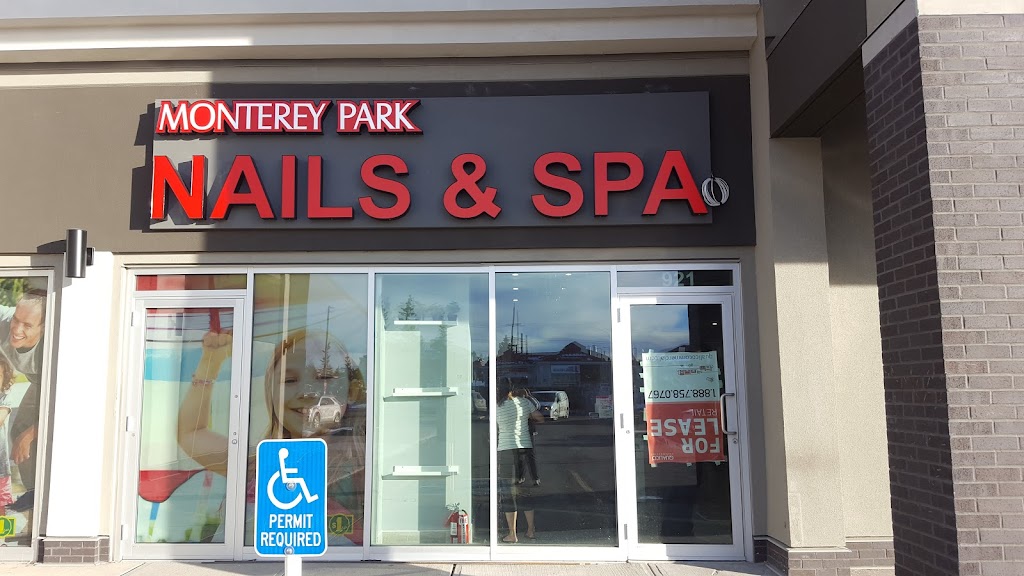 MONTEREY PARK
NAILS & SPA
921
1.888.758.0767
FOR
LEASE
RETAIL
PERMIT
REQUIRED